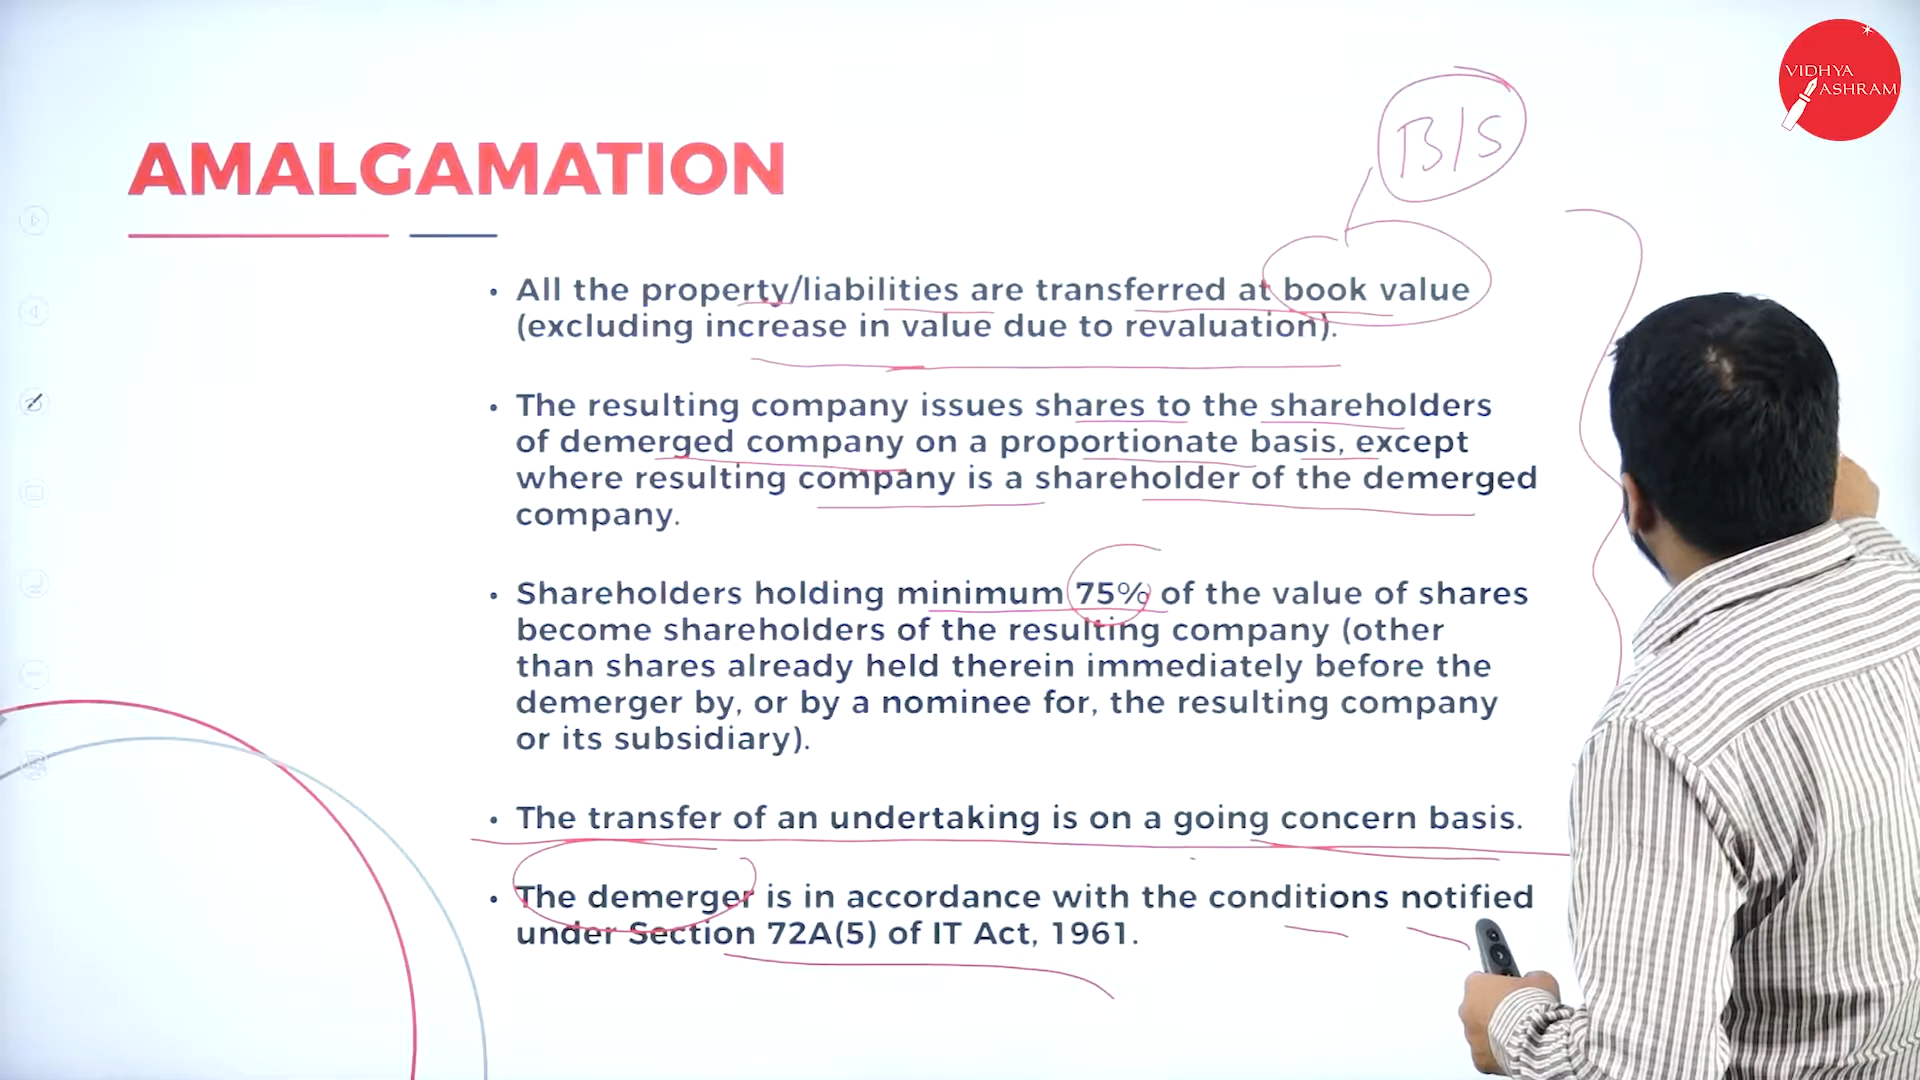 VIDHYA
ASHRAM
B/S
AMALGAMATION
• All the property/liabilities are transferred at book value
(excluding increase in value due to revaluation).
• The resulting company issues shares to the shareholders
of demerged company on a proportionate basis, except
where resulting company is a shareholder of the demerged
company.
• Shareholders holding minimum 75% of the value of shares
become shareholders of the resulting company (other
than shares already held therein immediately before the
demerger by, or by a nominee for, the resulting company
or its subsidiary).
• The transfer of an undertaking is on a going concern basis.
• The demerger is in accordance with the conditions notified
under Section 72A(5) of IT Act, 1961.